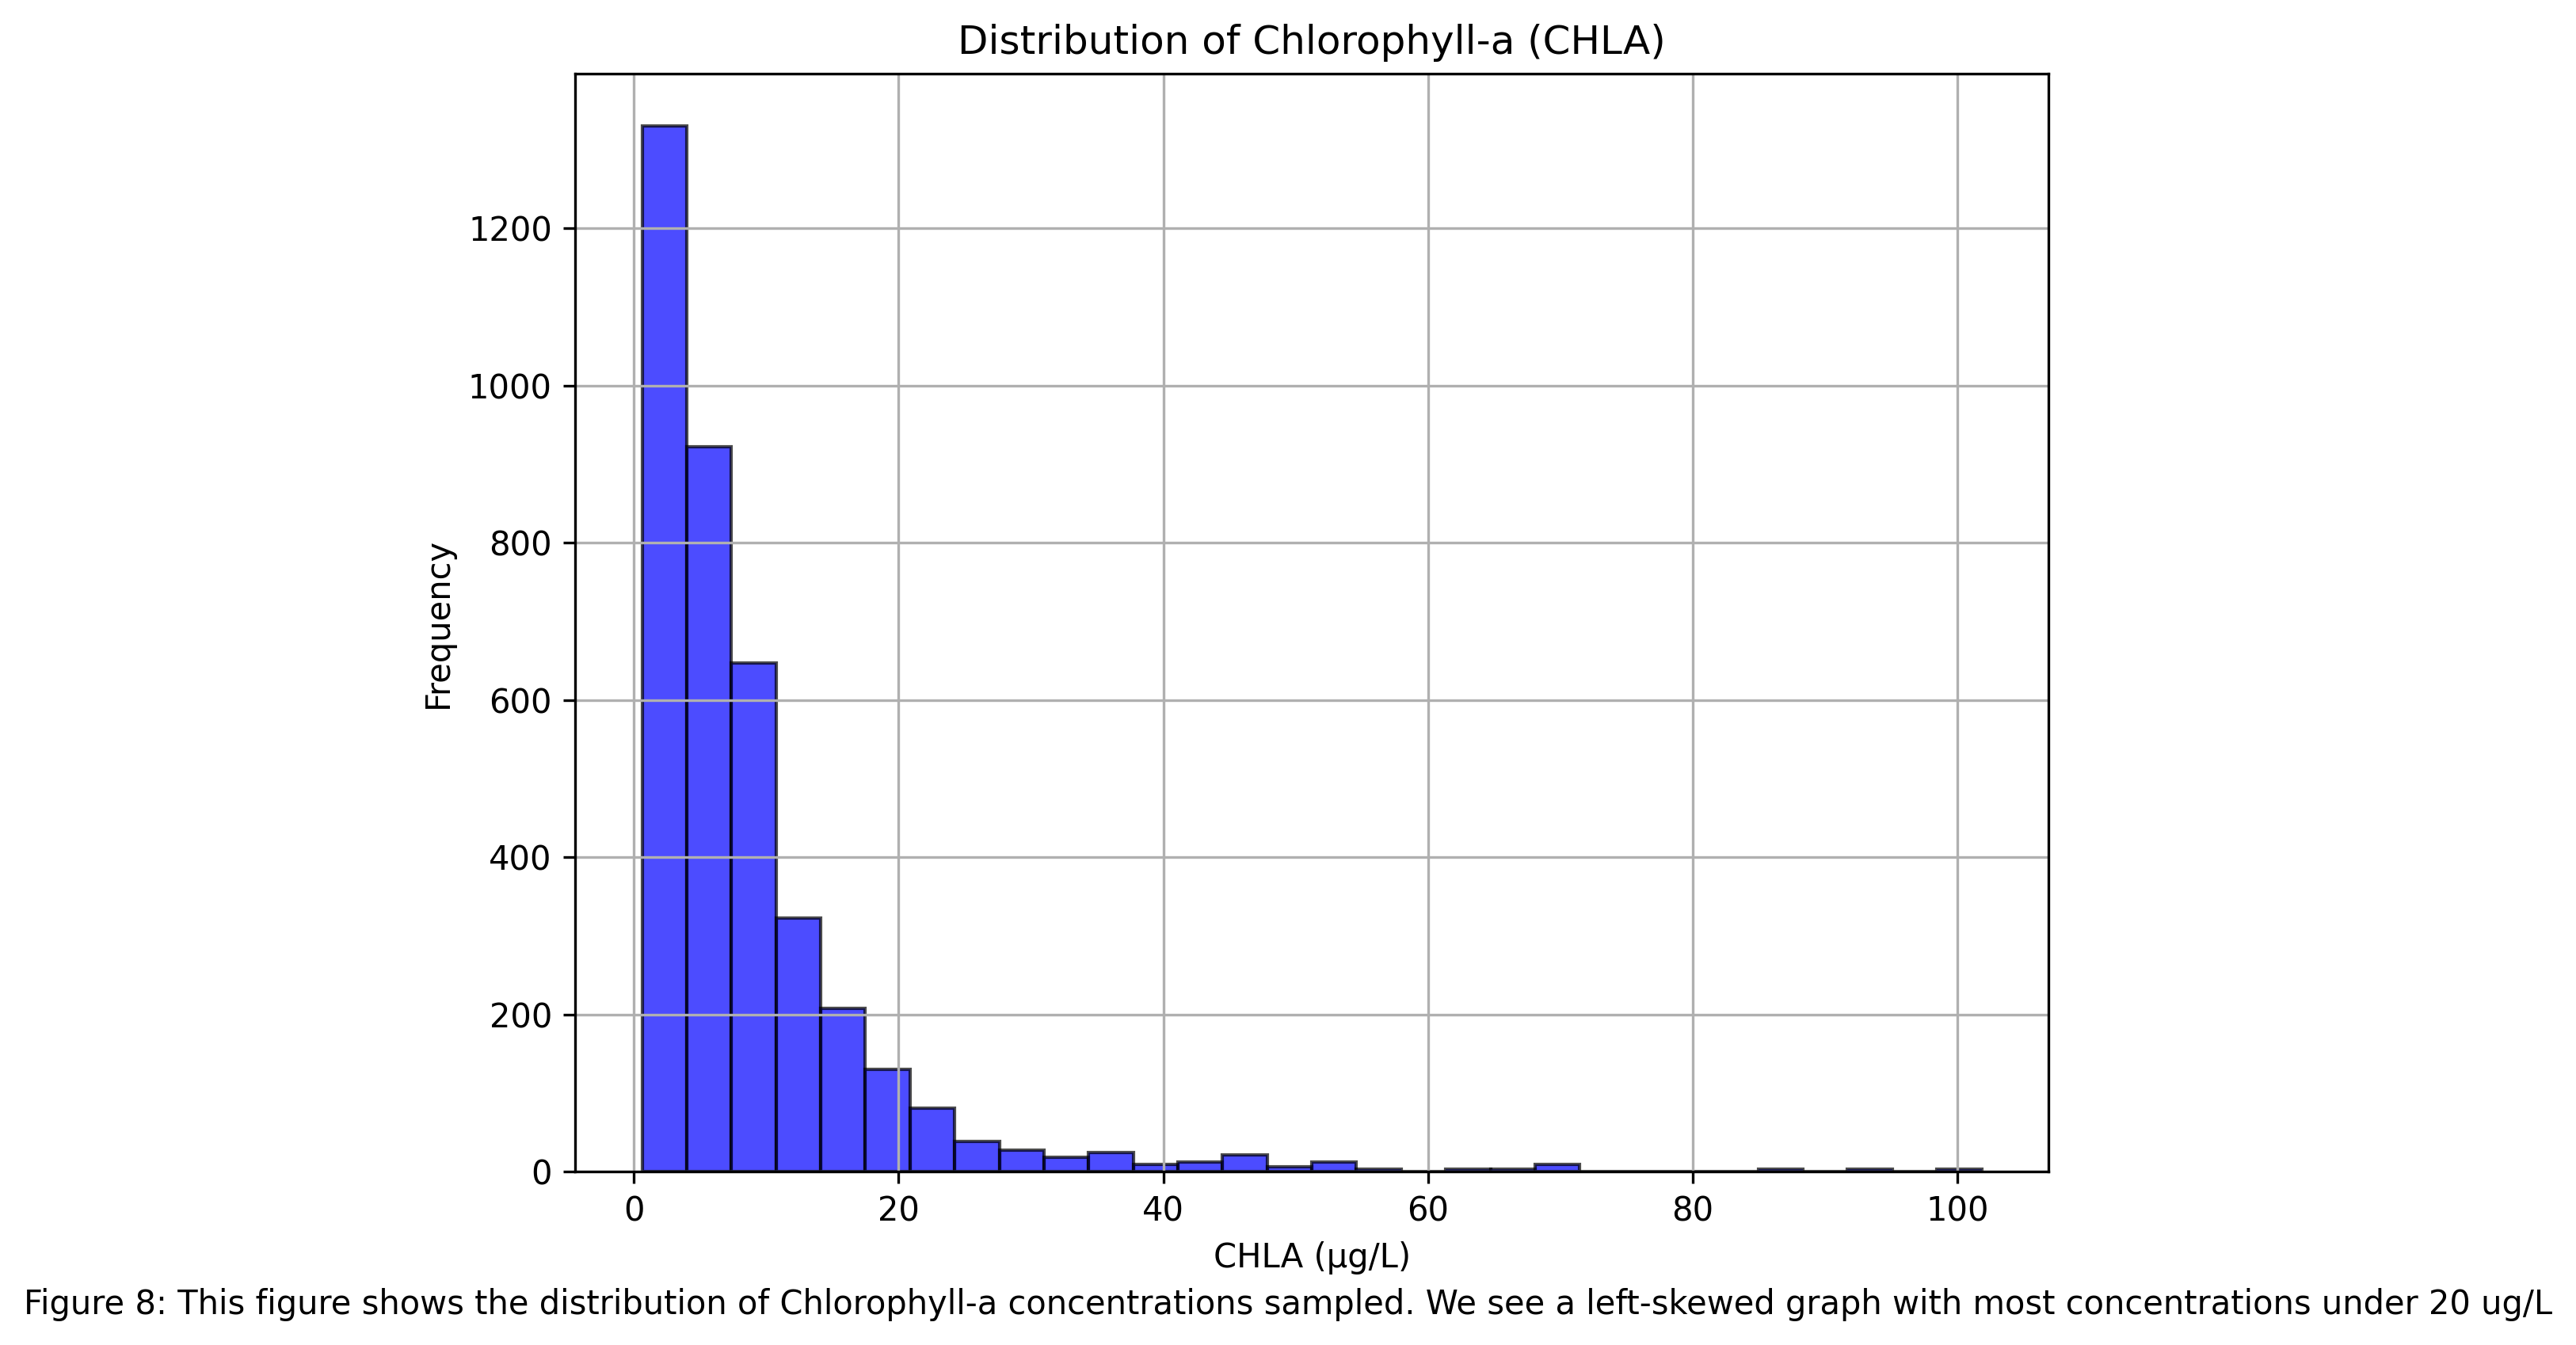 Distribution of Chlorophyll-a (CHLA)
1200
1000
800
600
400
200
0
Frequency
0 20 40 60 80 100
CHLA (µg/L)
Figure 8: This figure shows the distribution of Chlorophyll-a concentrations sampled. We see a left-skewed graph with most concentrations under 20 ug/L